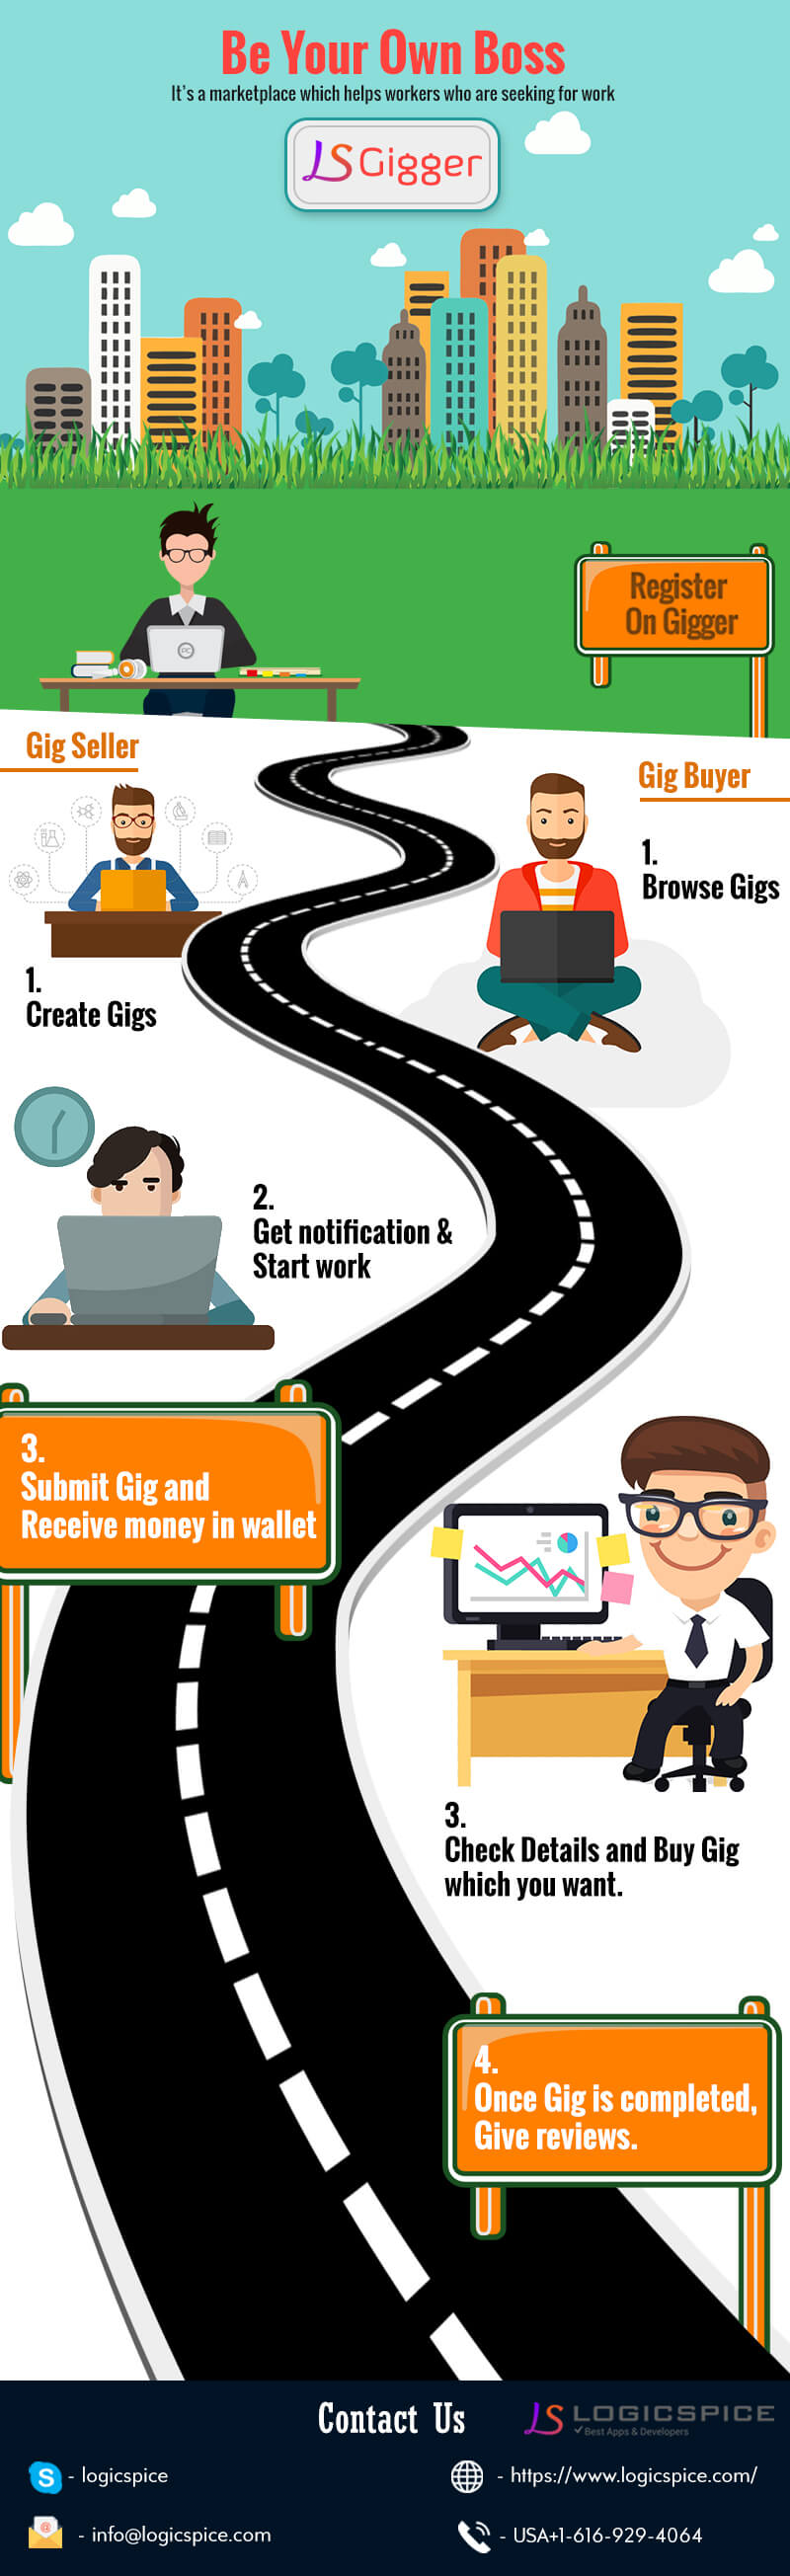 Be Your Own Boss
It's a marketplace which helps workers who are seeking for work
LS Gigger
Register
On Gigger
PC
Gig Seller
Gig Buyer
1.
Browse Gigs
1.
Create Gigs
2.
Get notification &
Start work
3.
Submit Gig and
Receive money in wallet
3.
Check Details and Buy Gig
which you want.
4.
Once Gig is completed,
Give reviews.
Contact Us
LS LOGICSPICE
Best Apps & Developers
S - logicspice
- https://www.logicspice.com/
@ - info@logicspice.com
- USA+1-616-929-4064